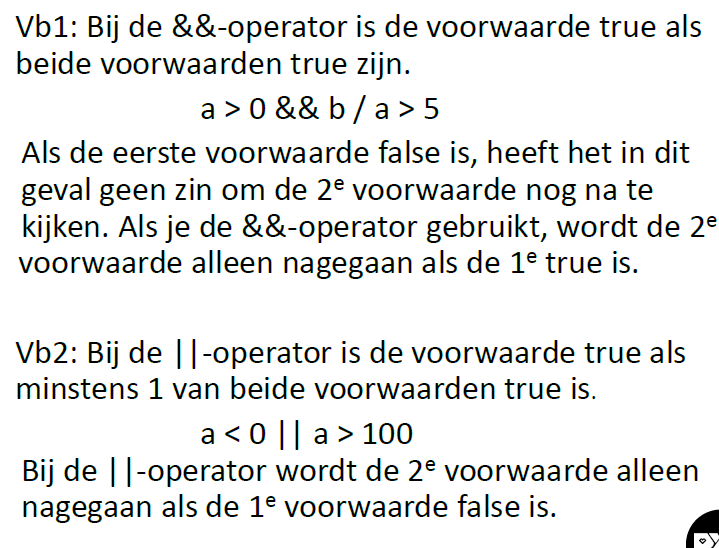 Vb1: Bij de &&-operator is de voorwaarde true als
beide voorwaarden true zijn.
a > 0 && b / a > 5
Als de eerste voorwaarde false is, heeft het in dit
geval geen zin om de 2e voorwaarde nog na te
kijken. Als je de &&-operator gebruikt, wordt de 2e
voorwaarde alleen nagegaan als de 1e true is.
Vb2: Bij de ||-operator is de voorwaarde true als
minstens 1 van beide voorwaarden true is.
a < 0 || a > 100
Bij de ||-operator wordt de 2e voorwaarde alleen
nagegaan als de 1e voorwaarde false is.